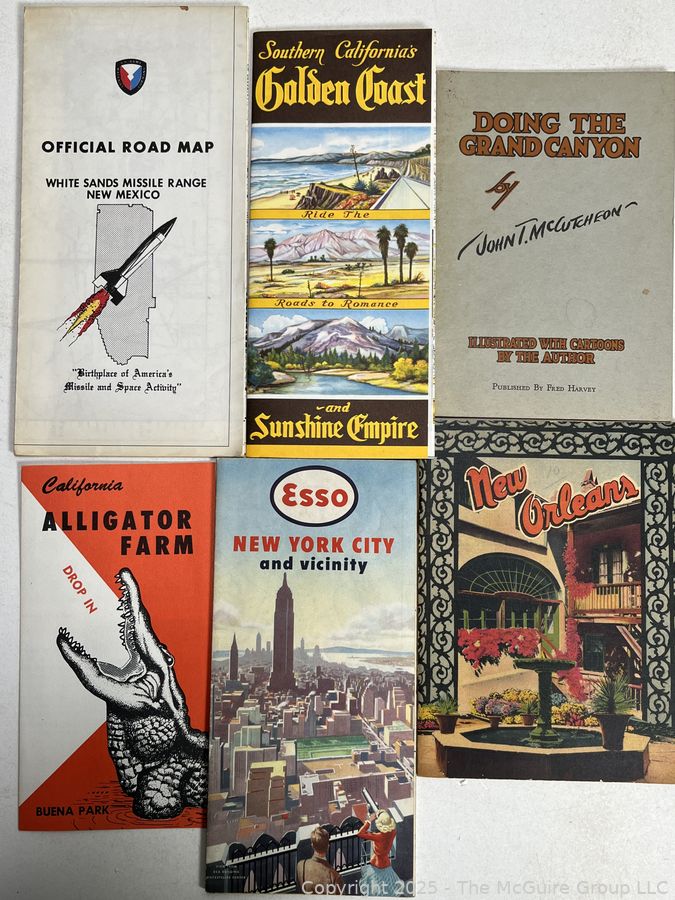 OFFICIAL ROAD MAP
WHITE SANDS MISSILE RANGE
NEW MEXICO
"Birthplace of America's
Missile and Space Activity"
Southern California's
Golden Coast
Ride The
Roads to Romance
and
Sunshine Empire
DOING THE
GRAND CANYON
by
JOHN T. McCUTCHEON
ILLUSTRATED WITH CARTOONS
BY THE AUTHOR
PUBLISHED BY FRED HARVEY
California
ALLIGATOR
FARM
DROP IN
BUENA PARK
Esso
NEW YORK CITY
and vicinity
New Orleans
Copyright 2025 - The McGuire Group LLC